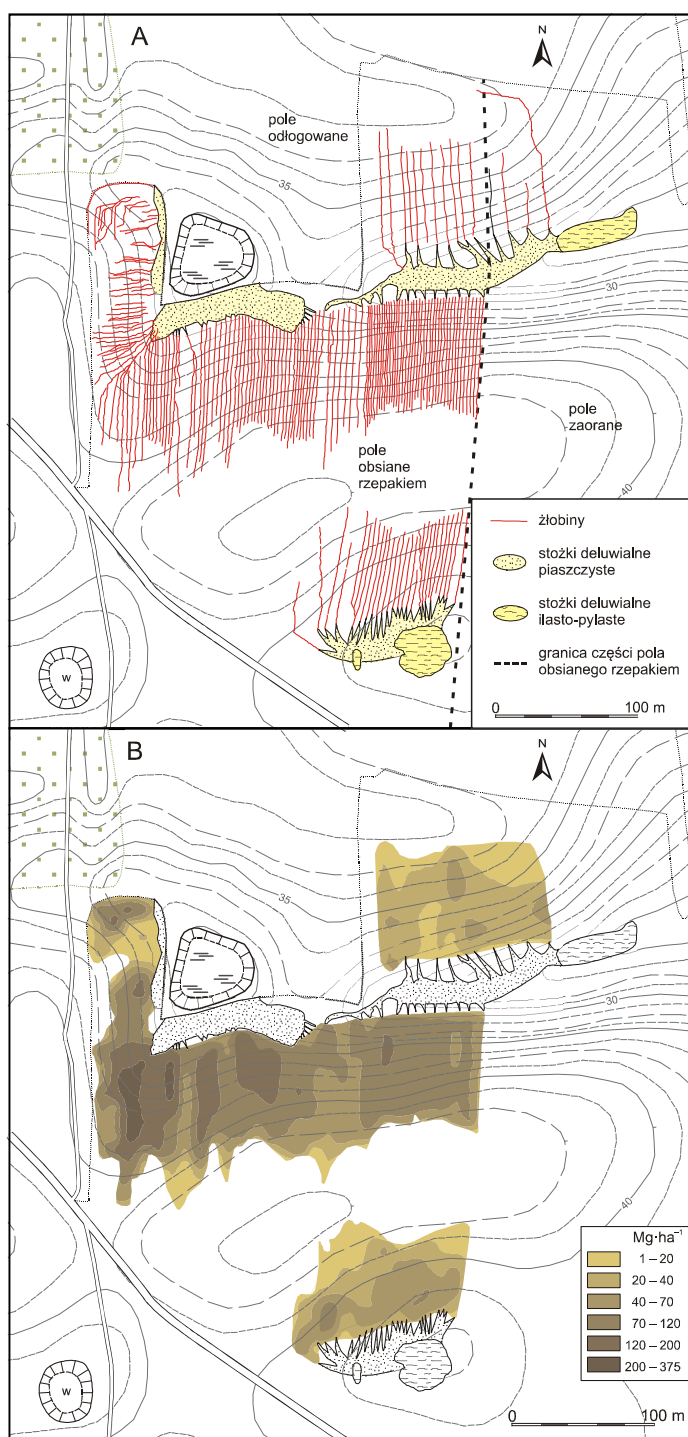 A
N
pole
odłogowane
35
30
pole
zaorane
pole
obsiane
rzepakiem
40
W
żłobiny
stożki deluwialne
piaszczyste
stożki deluwialne
ilasto-pylaste
granica części pola
obsianego rzepakiem
0 100 m
B
N
35
30
40
W
Mg·ha⁻¹
1 – 20
20 – 40
40 – 70
70 – 120
120 – 200
200 – 375
0 100 m